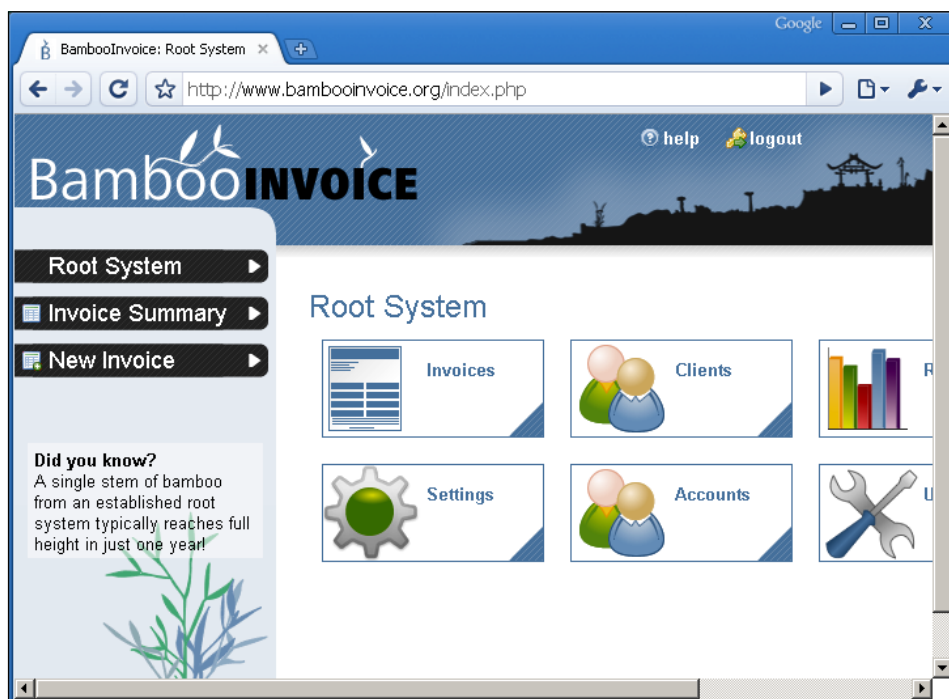 Google
BambooInvoice: Root System
http://www.bambooinvoice.org/index.php
help
logout
BambooINVOICE
Root System
Invoice Summary
New Invoice
Did you know?
A single stem of bamboo
from an established root
system typically reaches full
height in just one year!
Root System
Invoices
Clients
R
Settings
Accounts
U